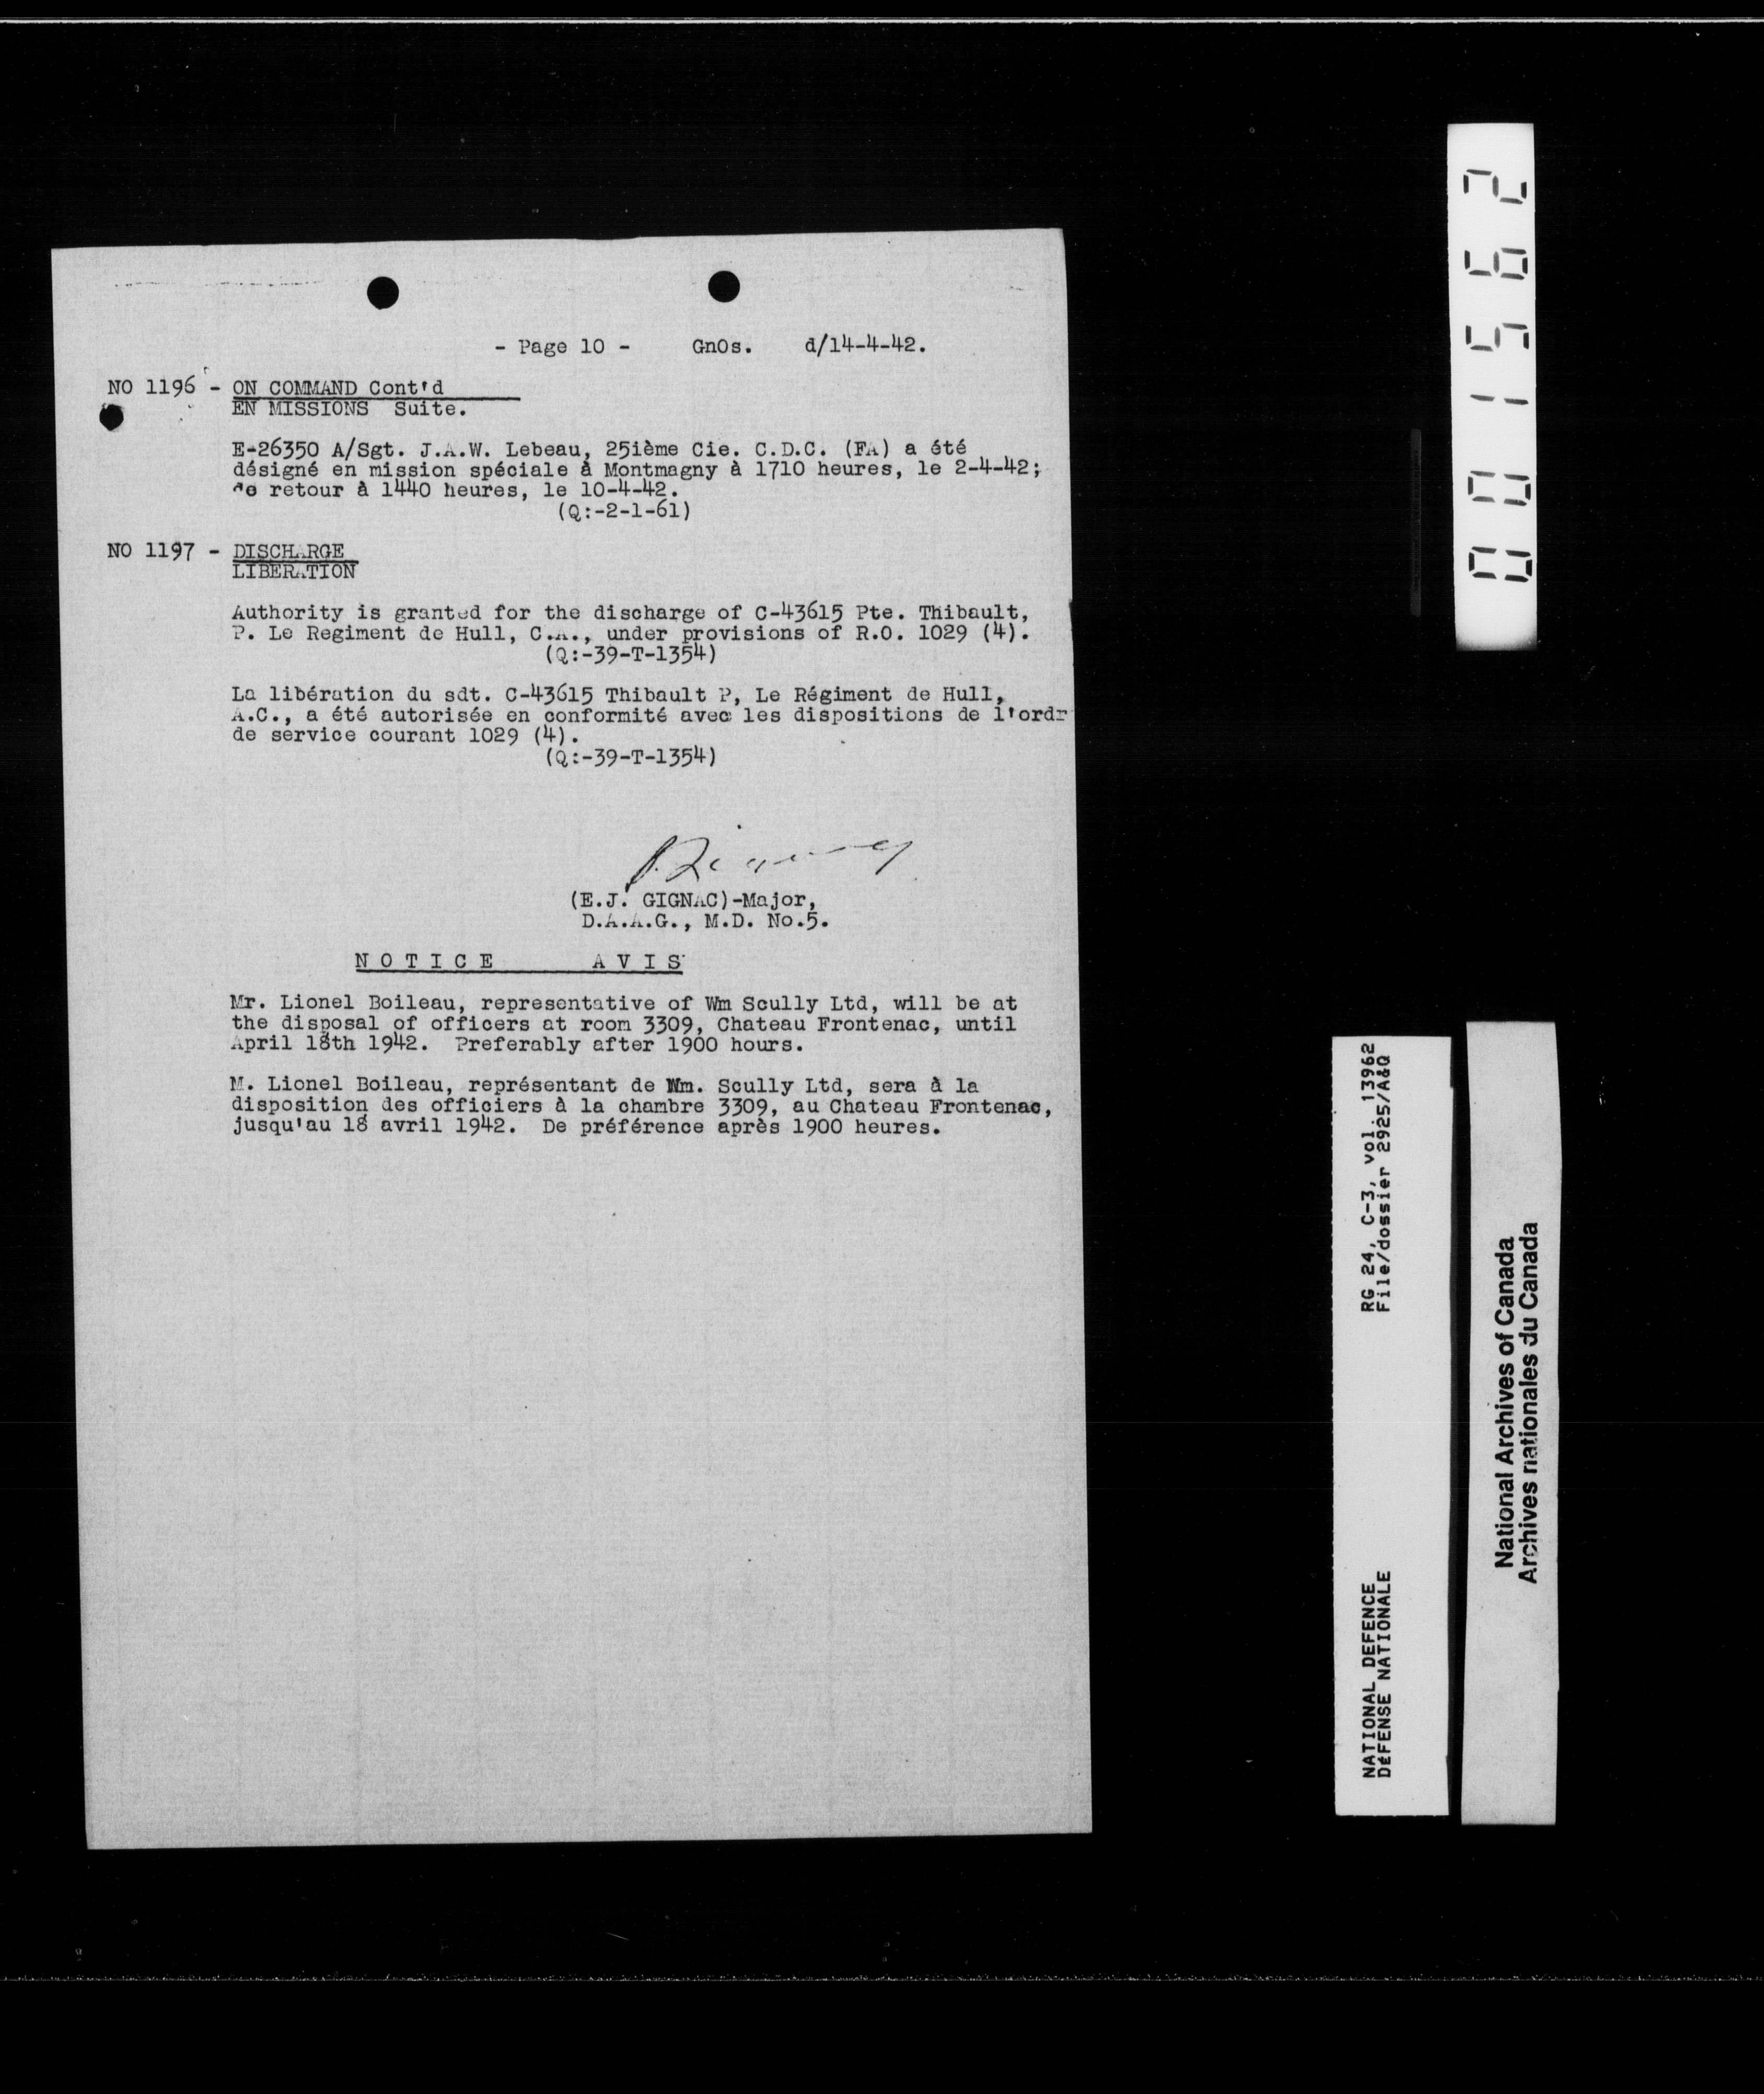 - Page 10 - GnOs. d/14-4-42.
NO 1196 - ON COMMAND Cont'd
EN MISSIONS Suite.
E-26350 A/Sgt. J.A.W. Lebeau, 25ième Cie. C.D.C. (FA) a été
désigné en mission spéciale à Montmagny à 1710 heures, le 2-4-42;
de retour à 1440 heures, le 10-4-42.
(Q:-2-1-61)
NO 1197 - DISCHARGE
LIBERATION
Authority is granted for the discharge of C-43615 Pte. Thibault,
P. Le Regiment de Hull, C.A., under provisions of R.O. 1029 (4).
(Q:-39-T-1354)
La libération du sdt. C-43615 Thibault P, Le Régiment de Hull,
A.C., a été autorisée en conformité avec les dispositions de l'ordr
de service courant 1029 (4).
(Q:-39-T-1354)
(E.J. GIGNAC)-Major,
D.A.A.G., M.D. No.5.
NOTICE AVIS
Mr. Lionel Boileau, representative of Wm Scully Ltd, will be at
the disposal of officers at room 3309, Chateau Frontenac, until
April 18th 1942. Preferably after 1900 hours.
M. Lionel Boileau, représentant de Wm. Scully Ltd, sera à la
disposition des officiers à la chambre 3309, au Chateau Frontenac,
jusqu'au 18 avril 1942. De préférence après 1900 heures.
001562
NATIONAL DEFENCE RG 24, C-3, vol. 13962
DéFENSE NATIONALE File/dossier 2925/A&Q
National Archives of Canada
Archives nationales du Canada